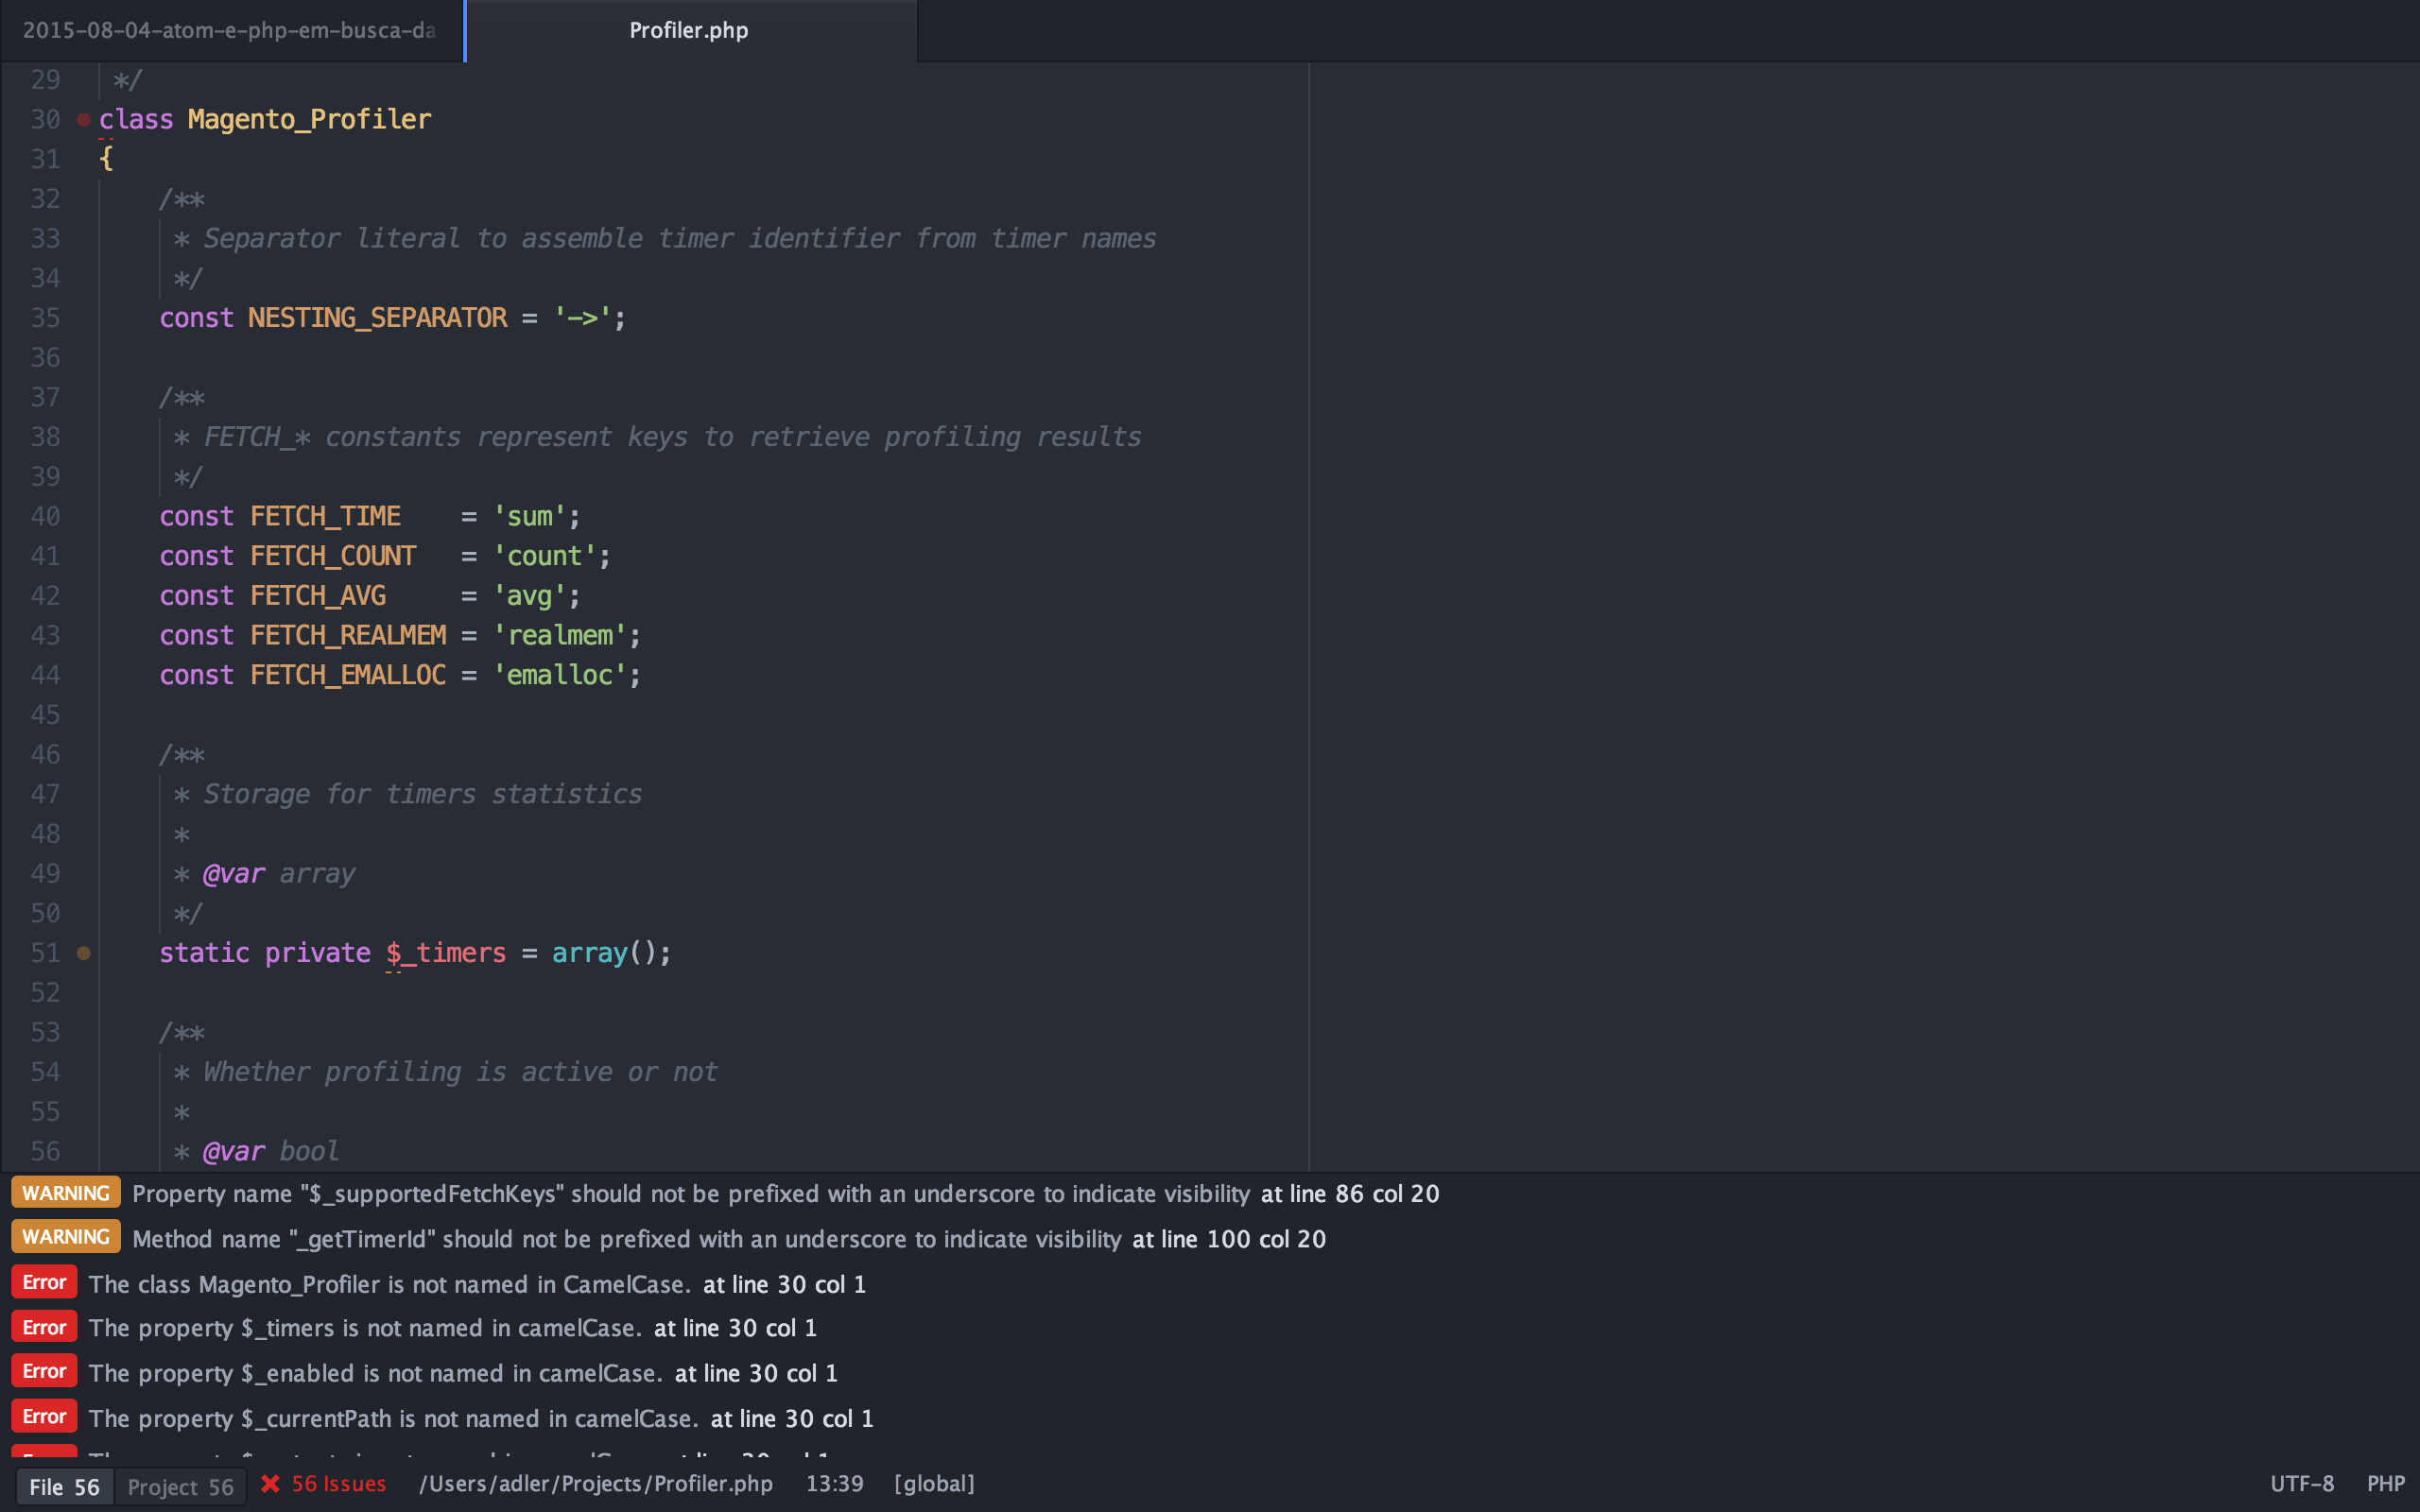 2015-08-04-atom-e-php-em-busca-da
Profiler.php
29 */
30 class Magento_Profiler
31 {
32 /**
33 * Separator literal to assemble timer identifier from timer names
34 */
35 const NESTING_SEPARATOR = '->';
36
37 /**
38 * FETCH_* constants represent keys to retrieve profiling results
39 */
40 const FETCH_TIME = 'sum';
41 const FETCH_COUNT = 'count';
42 const FETCH_AVG = 'avg';
43 const FETCH_REALMEM = 'realmem';
44 const FETCH_EMALLOC = 'emalloc';
45
46 /**
47 * Storage for timers statistics
48 *
49 * @var array
50 */
51 static private $_timers = array();
52
53 /**
54 * Whether profiling is active or not
55 *
56 * @var bool
WARNING Property name "$_supportedFetchKeys" should not be prefixed with an underscore to indicate visibility at line 86 col 20
WARNING Method name "_getTimerId" should not be prefixed with an underscore to indicate visibility at line 100 col 20
Error The class Magento_Profiler is not named in CamelCase. at line 30 col 1
Error The property $_timers is not named in camelCase. at line 30 col 1
Error The property $_enabled is not named in camelCase. at line 30 col 1
Error The property $_currentPath is not named in camelCase. at line 30 col 1
File 56 Project 56 56 Issues /Users/adler/Projects/Profiler.php 13:39 [global] UTF-8 PHP